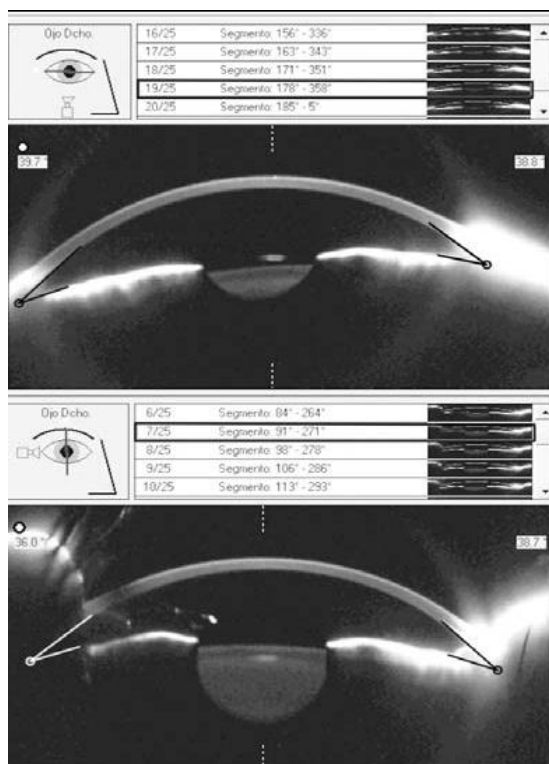 Ojo Dcho.
16/25 Segmento: 156° - 336°
17/25 Segmento: 163° - 343°
18/25 Segmento: 171° - 351°
19/25 Segmento: 178° - 358°
20/25 Segmento: 185° - 5°
39.7 °
38.8 °
Ojo Dcho.
6/25 Segmento: 84° - 264°
7/25 Segmento: 91° - 271°
8/25 Segmento: 98° - 278°
9/25 Segmento: 106° - 286°
10/25 Segmento: 113° - 293°
36.0 °
38.7 °